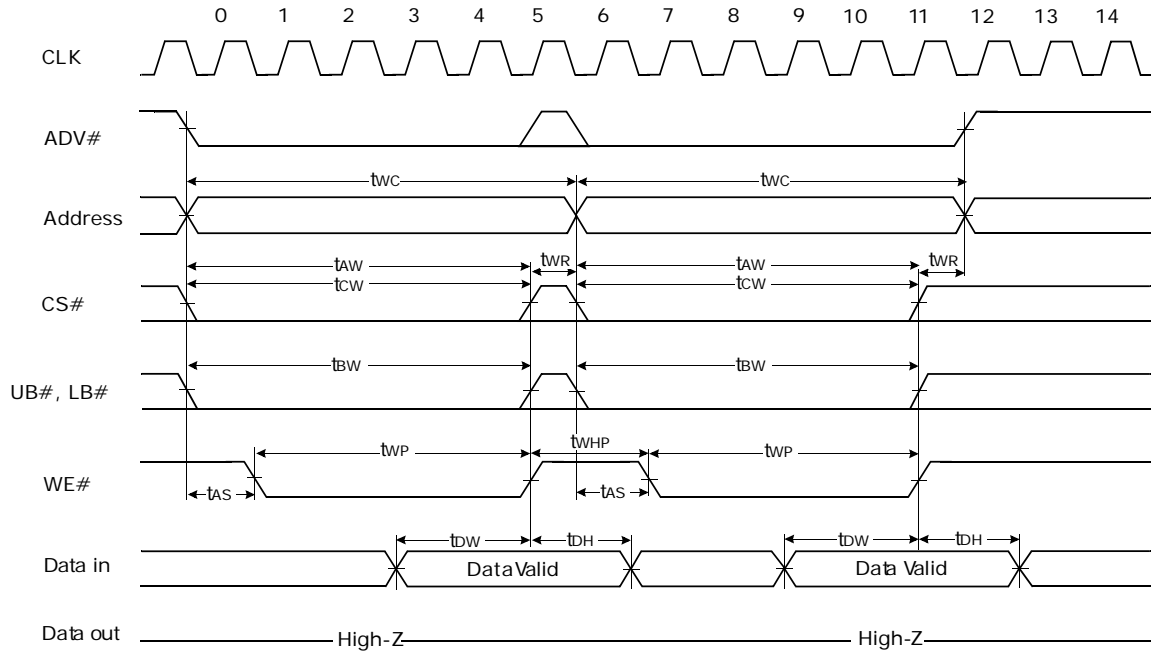 0 1 2 3 4 5 6 7 8 9 10 11 12 13 14
CLK
ADV#
tWC tWC
Address
tAW tWR tAW tWR
tCW tCW
CS#
tBW tBW
UB#, LB#
tWP tWHP tWP
WE#
tAS tAS
tDW tDH tDW tDH
Data in Data Valid Data Valid
Data out High-Z High-Z